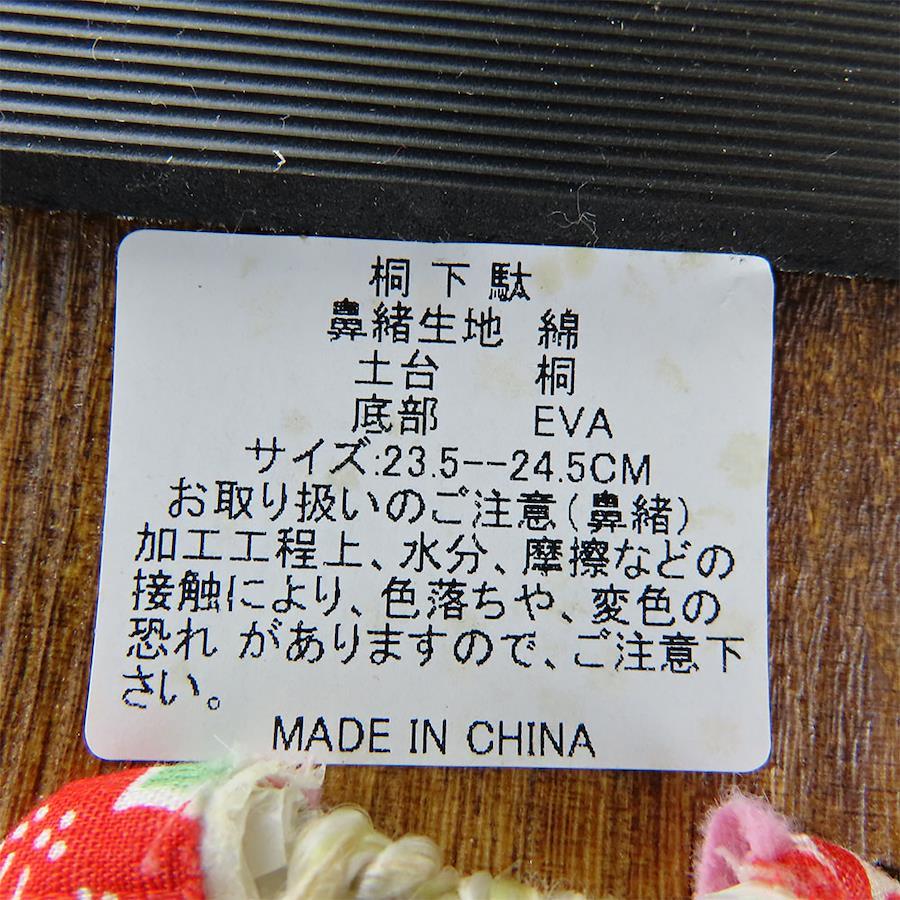 桐下駄
鼻緒生地 綿
土台 桐
底部 EVA
サイズ:23.5--24.5CM
お取り扱いのご注意(鼻緒)
加工工程上、水分、摩擦などの
接触により、色落ちや、変色の
恐れ がありますので、ご注意下
さい。
MADE IN CHINA